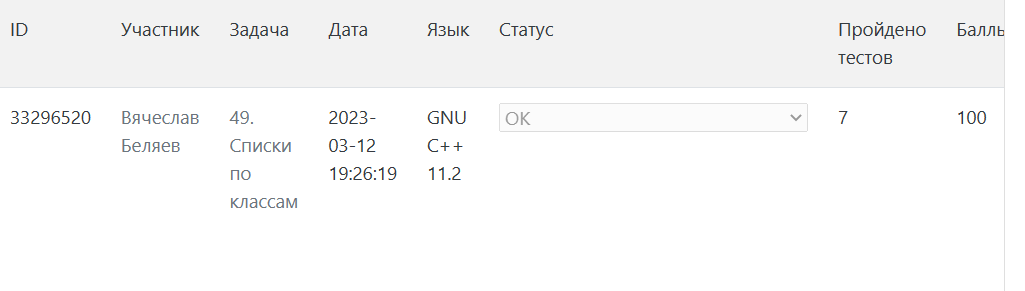 ID Участник Задача Дата Язык Статус Пройдено тестов Баллы
33296520 Вячеслав Беляев 49. Списки по классам 2023-03-12 19:26:19 GNU C++ 11.2 OK 7 100